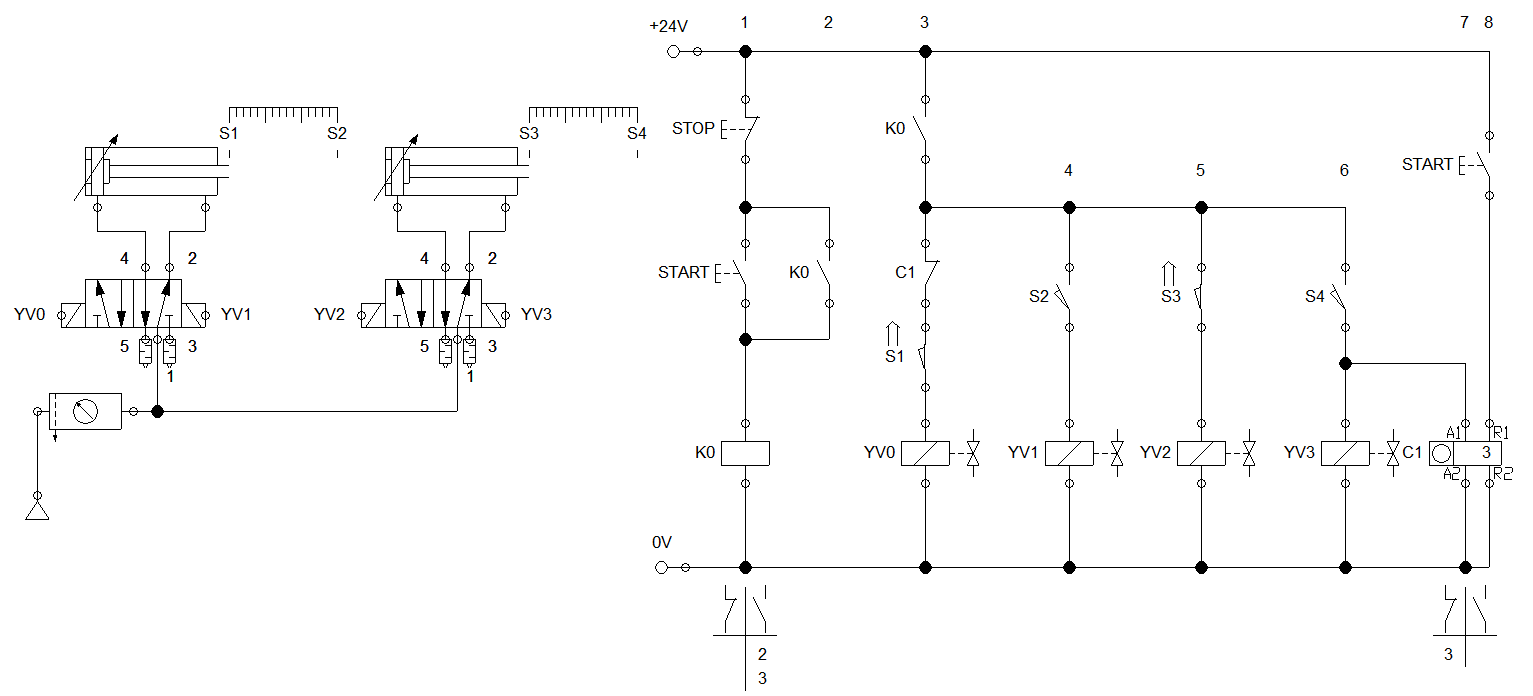 1 2 3 7 8
+24V
S1 S2 S3 S4
STOP K0
START
4 5 6
4 2 4 2
START K0 C1
S2 S3 S4
YV0 YV1 YV2 YV3
5 3 5 3
S1
1 1
A1 R1
K0 YV0 YV1 YV2 YV3 C1 3
A2 R2
0V
2 3
3